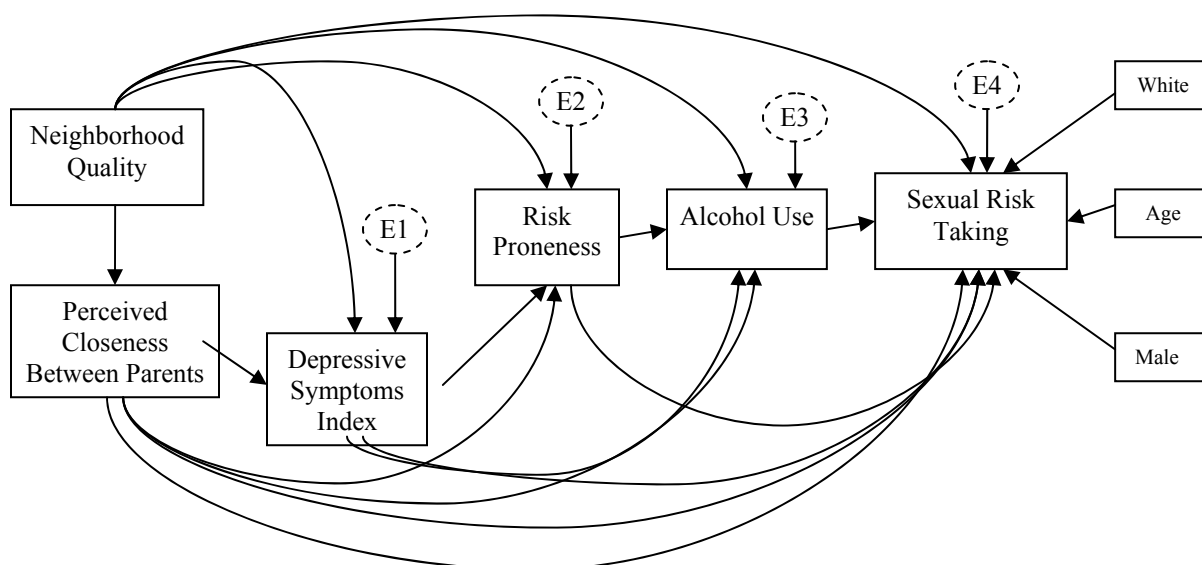 Neighborhood
Quality
Perceived
Closeness
Between Parents
E1
Depressive
Symptoms
Index
E2
Risk
Proneness
E3
Alcohol Use
E4
Sexual Risk
Taking
White
Age
Male